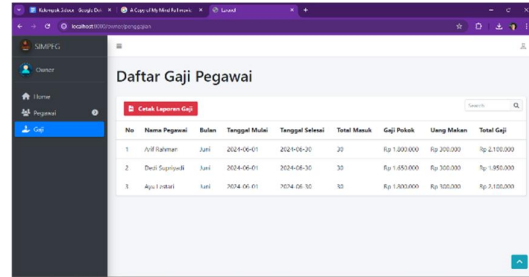 Laravel
SIMPEG
Owner
Home
Pegawai
Gaji
Daftar Gaji Pegawai
Cetak Laporan Gaji
Search
No Nama Pegawai Bulan Tanggal Mulai Tanggal Selesai Total Masuk Gaji Pokok Uang Makan Total Gaji
1 Arif Rahman Juni 2024-06-01 2024-06-30 30 Rp 1.800.000 Rp 300.000 Rp 2.100.000
2 Dedi Supriyadi Juni 2024-06-01 2024-06-30 30 Rp 1.650.000 Rp 300.000 Rp 1.950.000
3 Ayu Lestari Juni 2024-06-01 2024-06-30 30 Rp 1.800.000 Rp 300.000 Rp 2.100.000